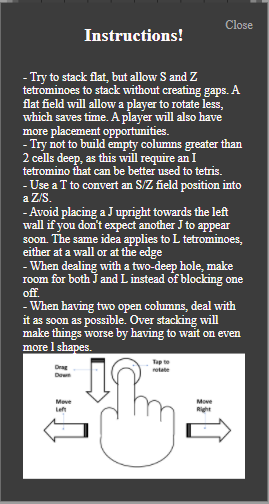 Close
Instructions!
- Try to stack flat, but allow S and Z
tetrominoes to stack without creating gaps. A
flat field will allow a player to rotate less,
which saves time. A player will also have
more placement opportunities.
- Try not to build empty columns greater than
2 cells deep, as this will require an I
tetromino that can be better used to tetris.
- Use a T to convert an S/Z field position into
a Z/S.
- Avoid placing a J upright towards the left
wall if you don't expect another J to appear
soon. The same idea applies to L tetrominoes,
either at a wall or at the edge
- When dealing with a two-deep hole, make
room for both J and L instead of blocking one
off.
- When having two open columns, deal with
it as soon as possible. Over stacking will
make things worse by having to wait on even
more l shapes.
Drag
Down
Tap to
rotate
Move
Left
Move
Right